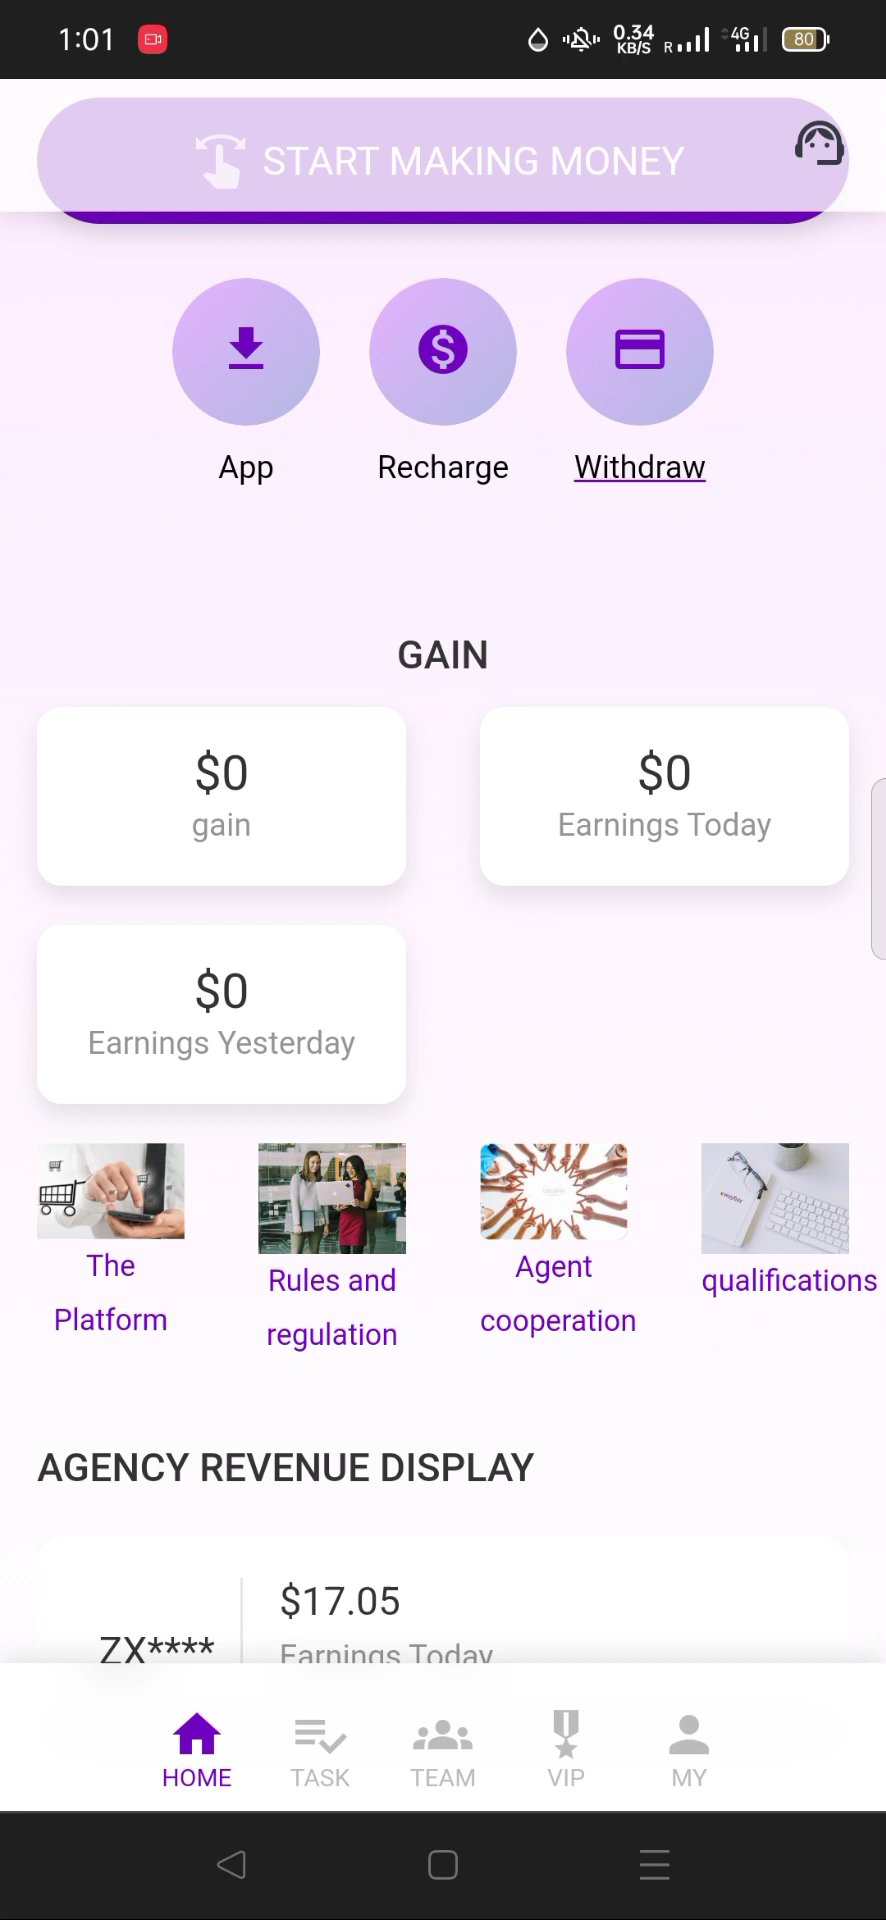 1:01
0.34
KB/S
R
4G
80
START MAKING MONEY
App
Recharge
Withdraw
GAIN
$0
gain
$0
Earnings Today
$0
Earnings Yesterday
The
Platform
Rules and
regulation
Agent
cooperation
qualifications
AGENCY REVENUE DISPLAY
$17.05
ZX****
Earnings Today
HOME
TASK
TEAM
VIP
MY